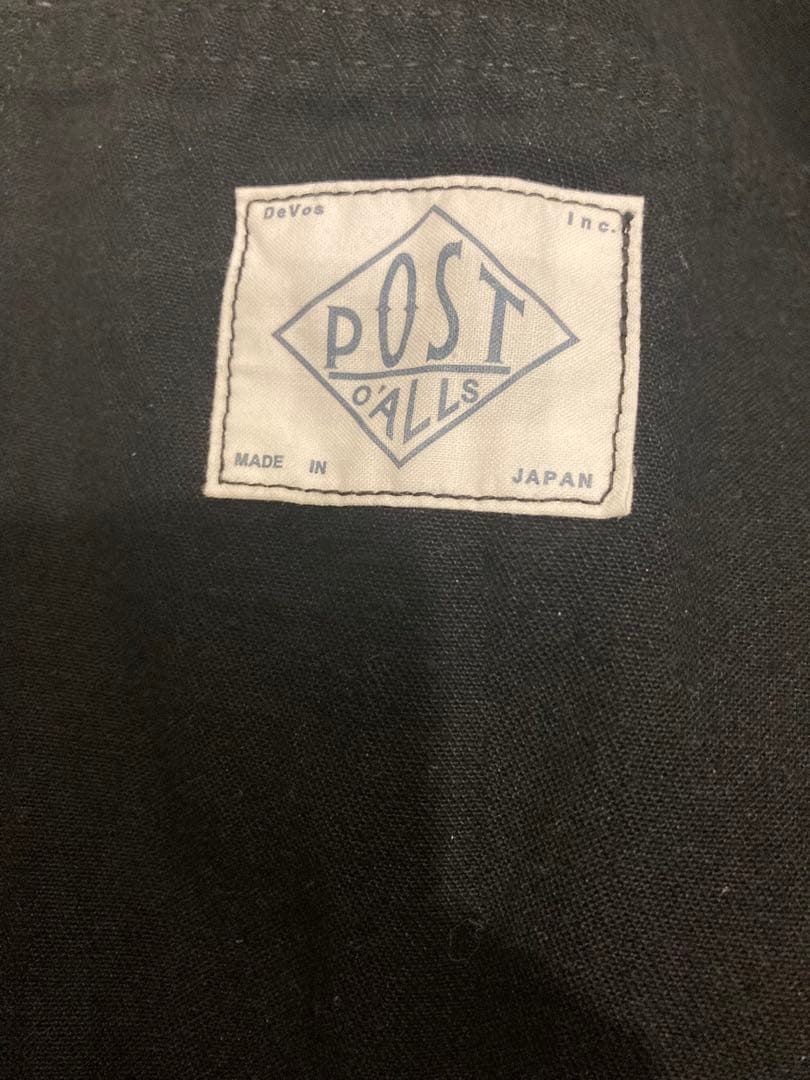 DeVos Inc.
POST
O'ALLS
MADE IN JAPAN